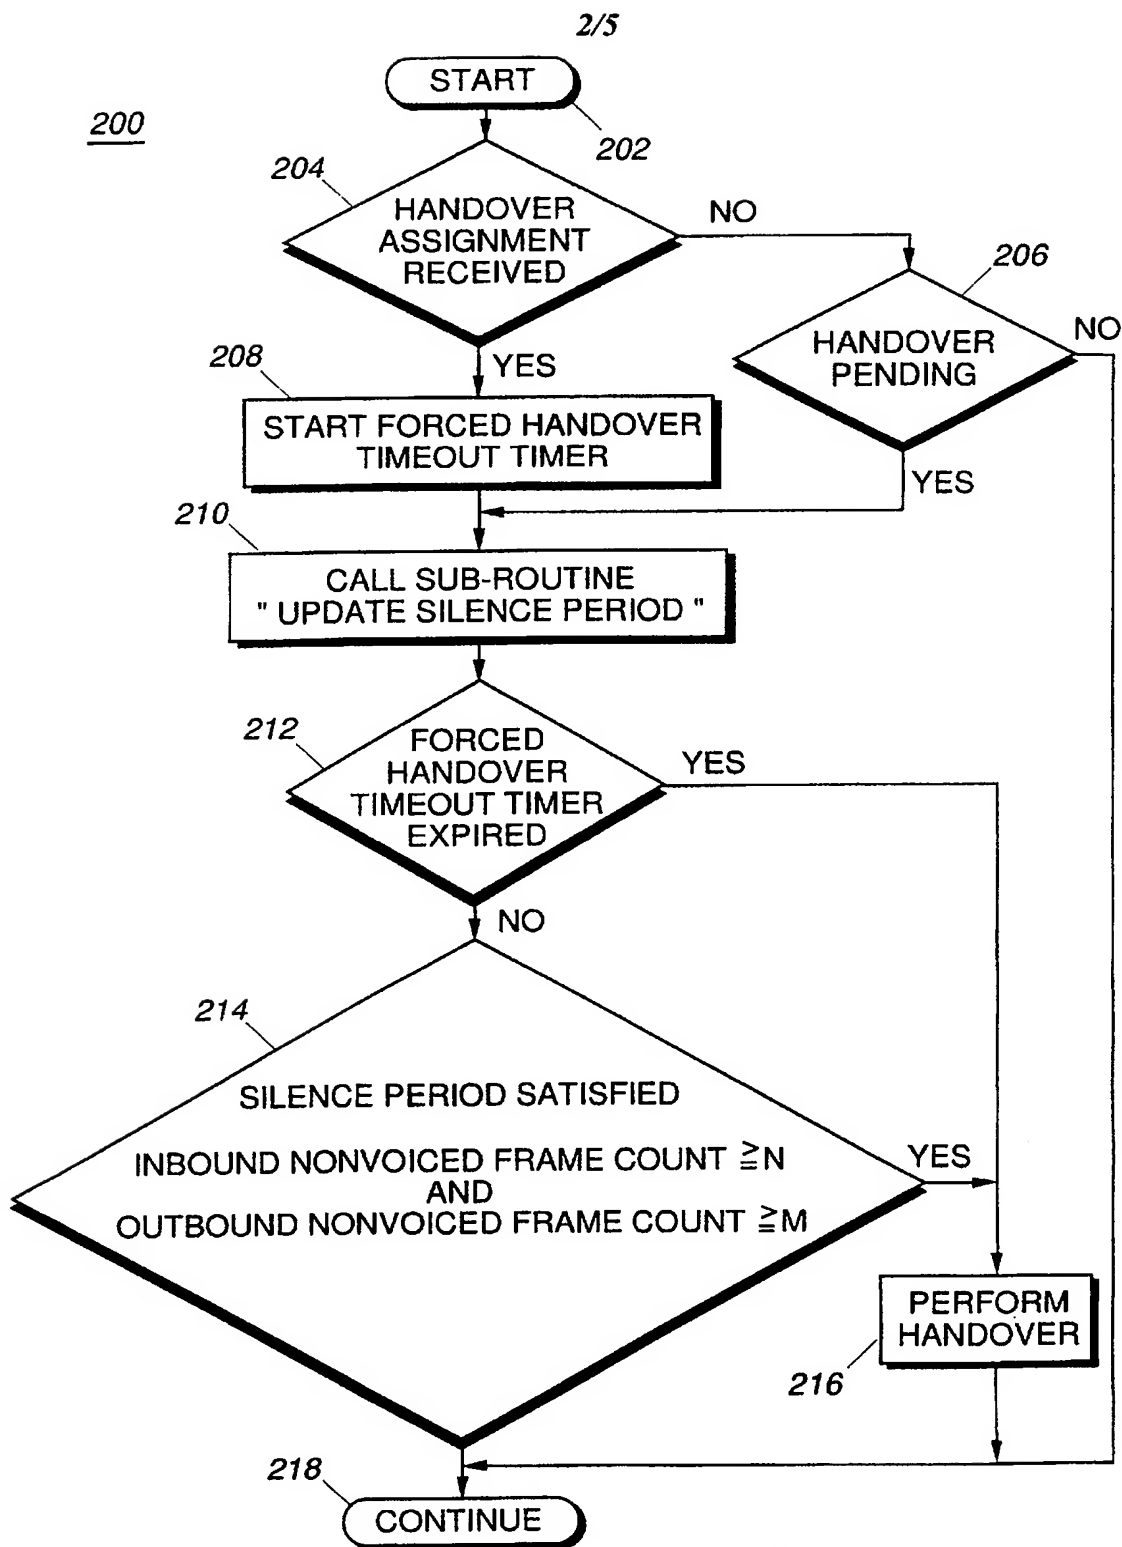 2/5
START
200
202
204
HANDOVER
ASSIGNMENT
RECEIVED
NO
206
HANDOVER
PENDING
NO
YES
208
START FORCED HANDOVER
TIMEOUT TIMER
YES
210
CALL SUB-ROUTINE
" UPDATE SILENCE PERIOD "
212
FORCED
HANDOVER
TIMEOUT TIMER
EXPIRED
YES
NO
214
SILENCE PERIOD SATISFIED
INBOUND NONVOICED FRAME COUNT ≧N
AND
OUTBOUND NONVOICED FRAME COUNT ≧M
YES
PERFORM
HANDOVER
216
218
CONTINUE